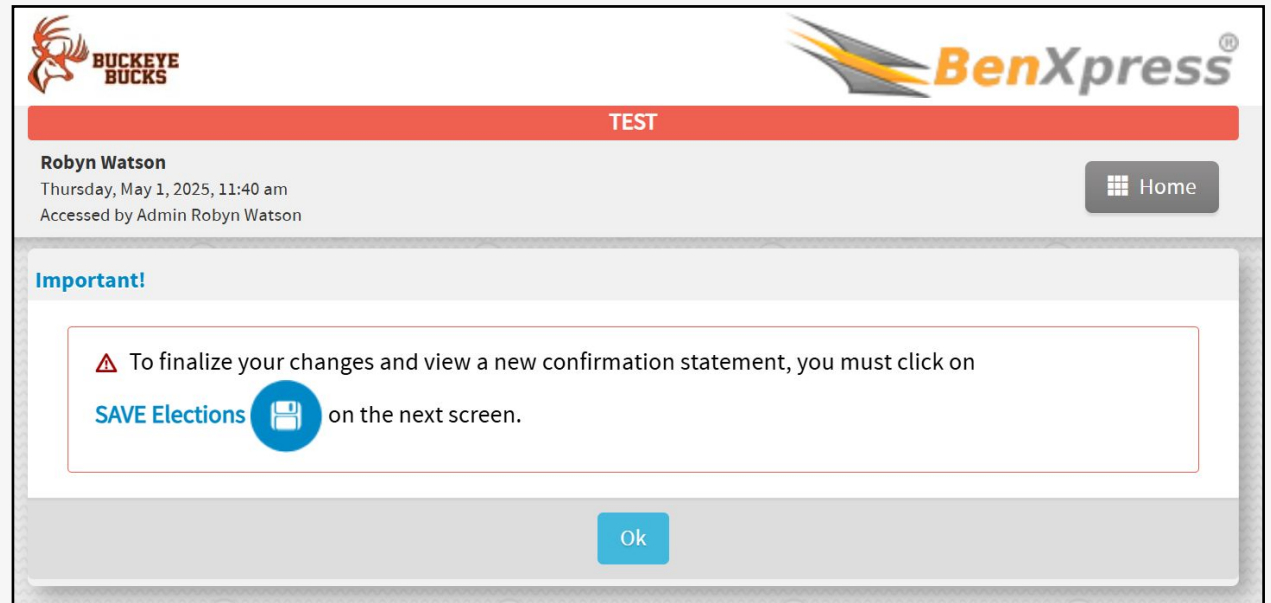 BUCKEYE
BUCKS
BenXpress®
TEST
Robyn Watson
Thursday, May 1, 2025, 11:40 am
Accessed by Admin Robyn Watson
Home
Important!
To finalize your changes and view a new confirmation statement, you must click on
SAVE Elections on the next screen.
Ok